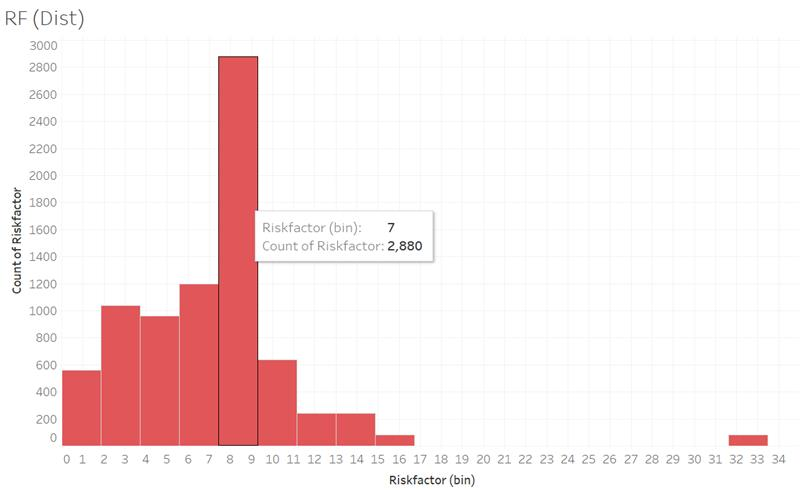 RF (Dist)
3000
2800
2600
2400
2200
2000
1800
1600
1400
1200
1000
800
600
400
200
0
Count of Riskfactor
Riskfactor (bin): 7
Count of Riskfactor: 2,880
0 1 2 3 4 5 6 7 8 9 10 11 12 13 14 15 16 17 18 19 20 21 22 23 24 25 26 27 28 29 30 31 32 33 34
Riskfactor (bin)